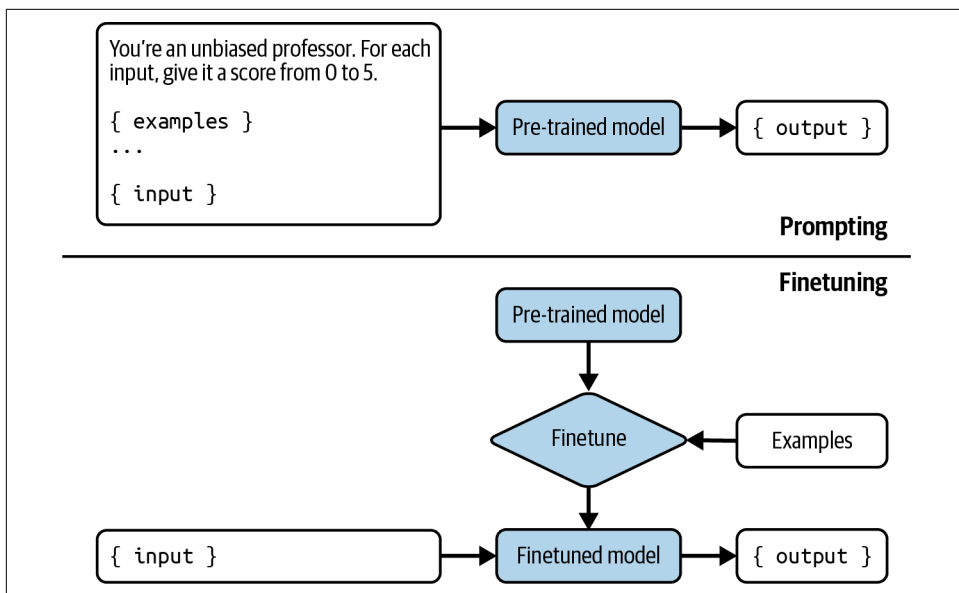 You're an unbiased professor. For each
input, give it a score from 0 to 5.
{ examples }
...
{ input }
Pre-trained model
{ output }
Prompting
Finetuning
Pre-trained model
Finetune
Examples
{ input }
Finetuned model
{ output }